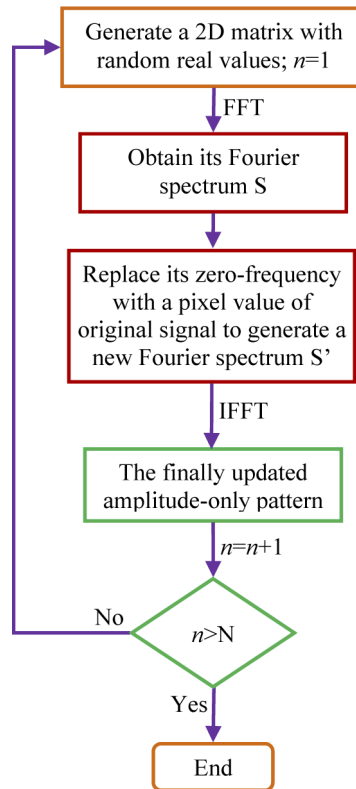 Generate a 2D matrix with
random real values; n=1
FFT
Obtain its Fourier
spectrum S
Replace its zero-frequency
with a pixel value of
original signal to generate a
new Fourier spectrum S’
IFFT
The finally updated
amplitude-only pattern
n=n+1
No
n>N
Yes
End